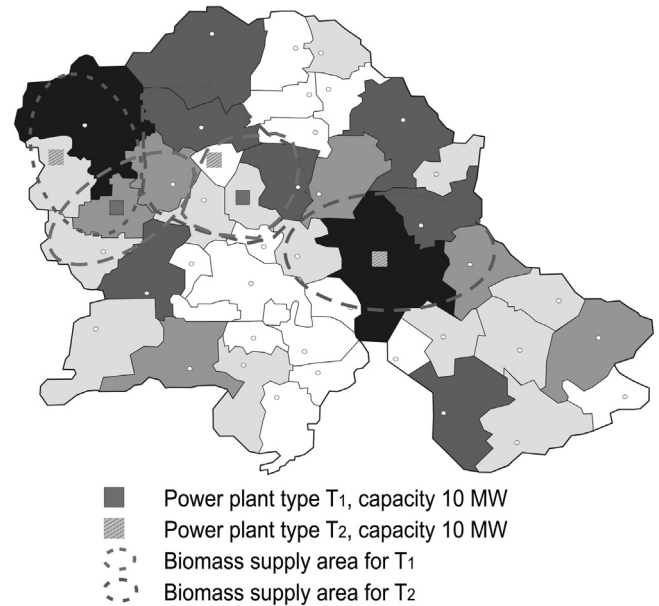 Power plant type T1, capacity 10 MW
Power plant type T2, capacity 10 MW
Biomass supply area for T1
Biomass supply area for T2